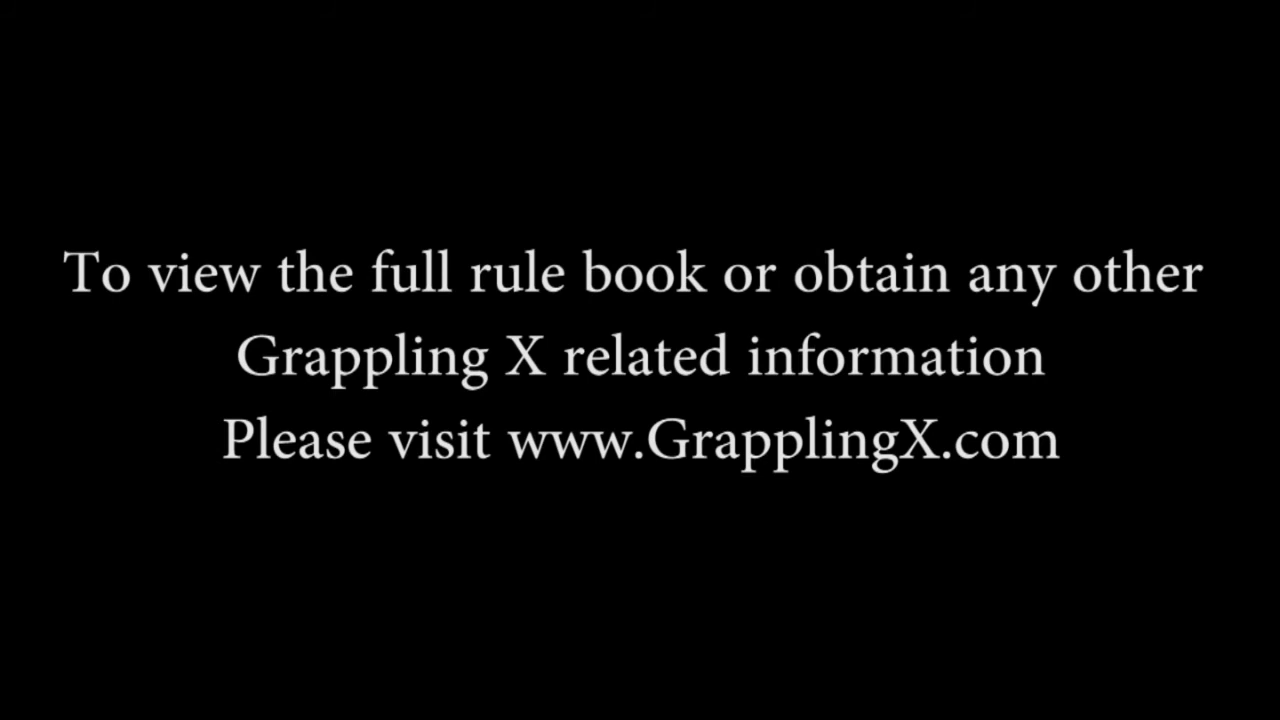 To view the full rule book or obtain any other
Grappling X related information
Please visit www.GrapplingX.com